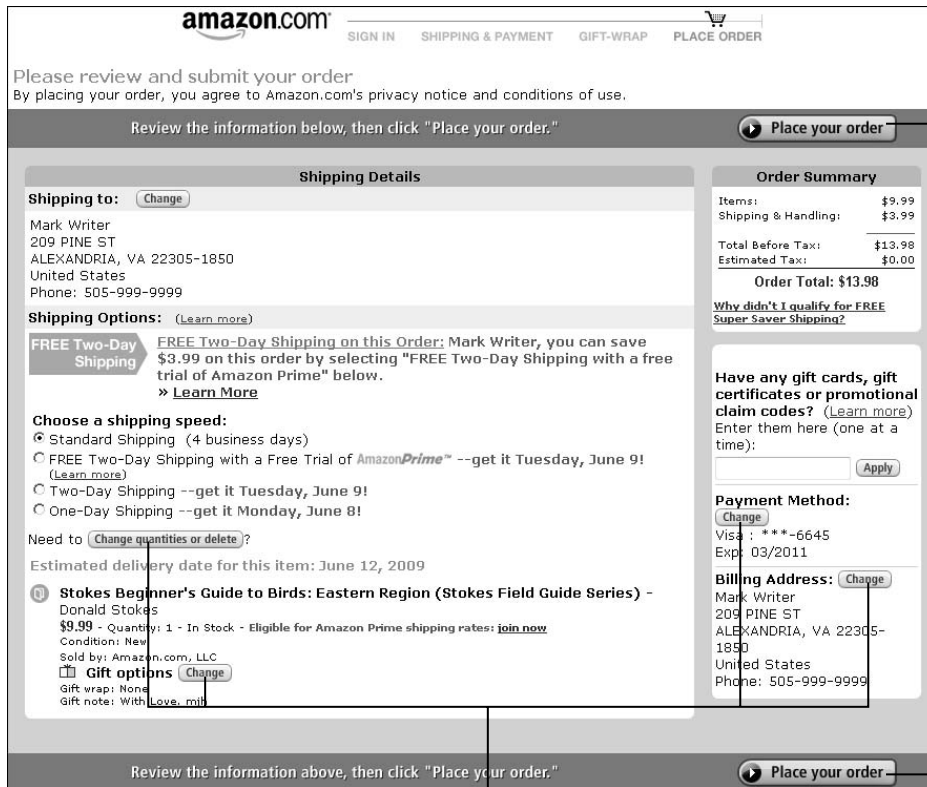 amazon.com
SIGN IN SHIPPING & PAYMENT GIFT-WRAP PLACE ORDER
Please review and submit your order
By placing your order, you agree to Amazon.com's privacy notice and conditions of use.
Review the information below, then click "Place your order."
Place your order
Shipping Details
Shipping to: Change
Mark Writer
209 PINE ST
ALEXANDRIA, VA 22305-1850
United States
Phone: 505-999-9999
Shipping Options: (Learn more)
FREE Two-Day
Shipping
FREE Two-Day Shipping on this Order: Mark Writer, you can save
$3.99 on this order by selecting "FREE Two-Day Shipping with a free
trial of Amazon Prime" below.
» Learn More
Choose a shipping speed:
Standard Shipping (4 business days)
FREE Two-Day Shipping with a Free Trial of AmazonPrime™ --get it Tuesday, June 9!
(Learn more)
Two-Day Shipping --get it Tuesday, June 9!
One-Day Shipping --get it Monday, June 8!
Need to Change quantities or delete?
Estimated delivery date for this item: June 12, 2009
Stokes Beginner's Guide to Birds: Eastern Region (Stokes Field Guide Series) -
Donald Stokes
$9.99 - Quantity: 1 - In Stock - Eligible for Amazon Prime shipping rates: join now
Condition: New
Sold by: Amazon.com, LLC
Gift options Change
Gift wrap: None
Gift note: With Love, mjh
Order Summary
Items: $9.99
Shipping & Handling: $3.99
Total Before Tax: $13.98
Estimated Tax: $0.00
Order Total: $13.98
Why didn't I qualify for FREE
Super Saver Shipping?
Have any gift cards, gift
certificates or promotional
claim codes? (Learn more)
Enter them here (one at a
time):
Apply
Payment Method:
Change
Visa : ***-6645
Exp: 03/2011
Billing Address: Change
Mark Writer
209 PINE ST
ALEXANDRIA, VA 22305-
1850
United States
Phone: 505-999-9999
Review the information above, then click "Place your order."
Place your order